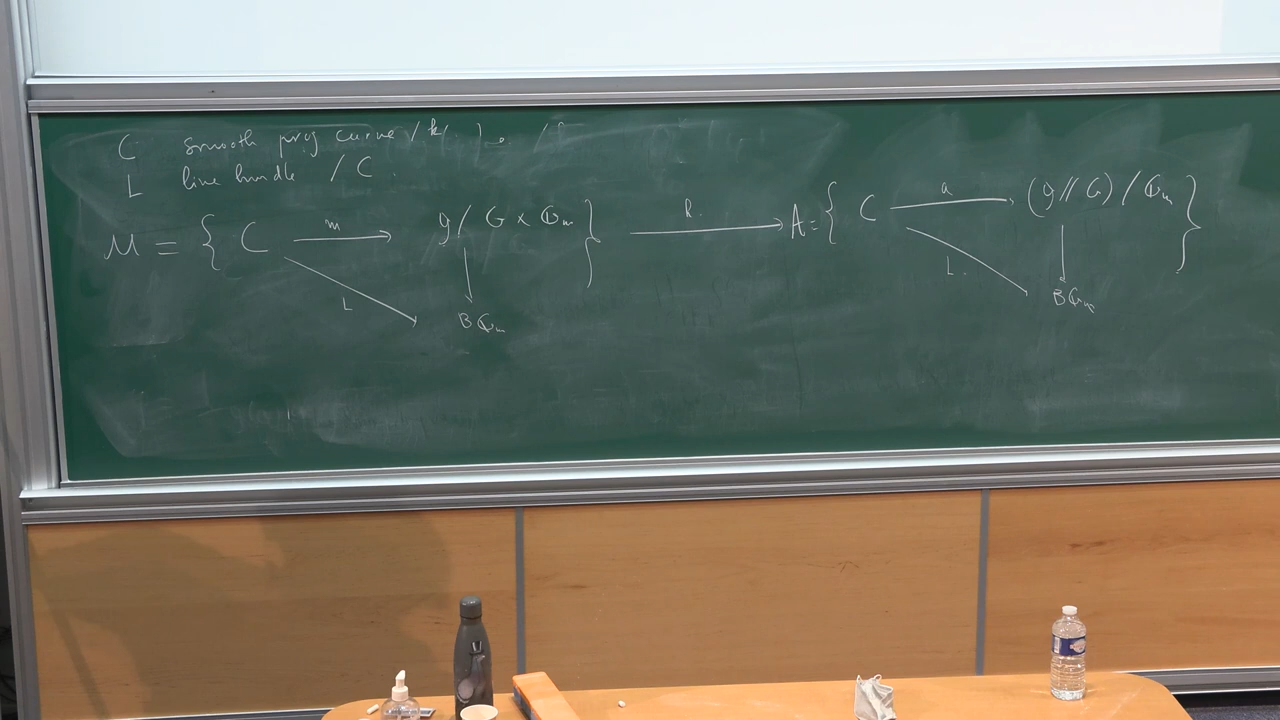 C smooth proj curve / k
L line bundle / C.
M = { C m g / G × 𝔾m } h. A = { C a (g // G) / 𝔾m }
L B𝔾m L. B𝔾m